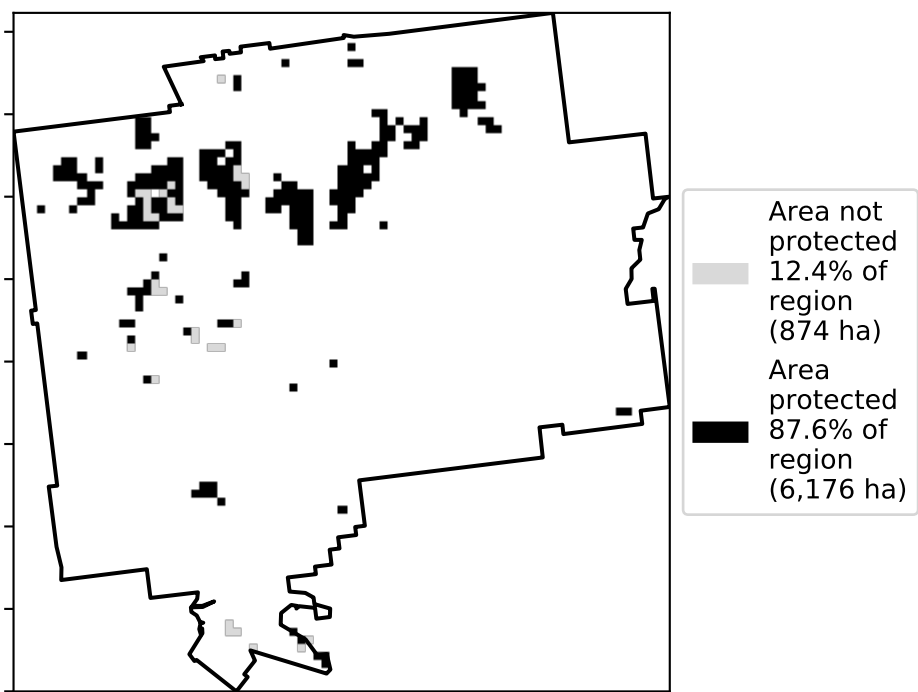 Area not
protected
12.4% of
region
(874 ha)
Area
protected
87.6% of
region
(6,176 ha)